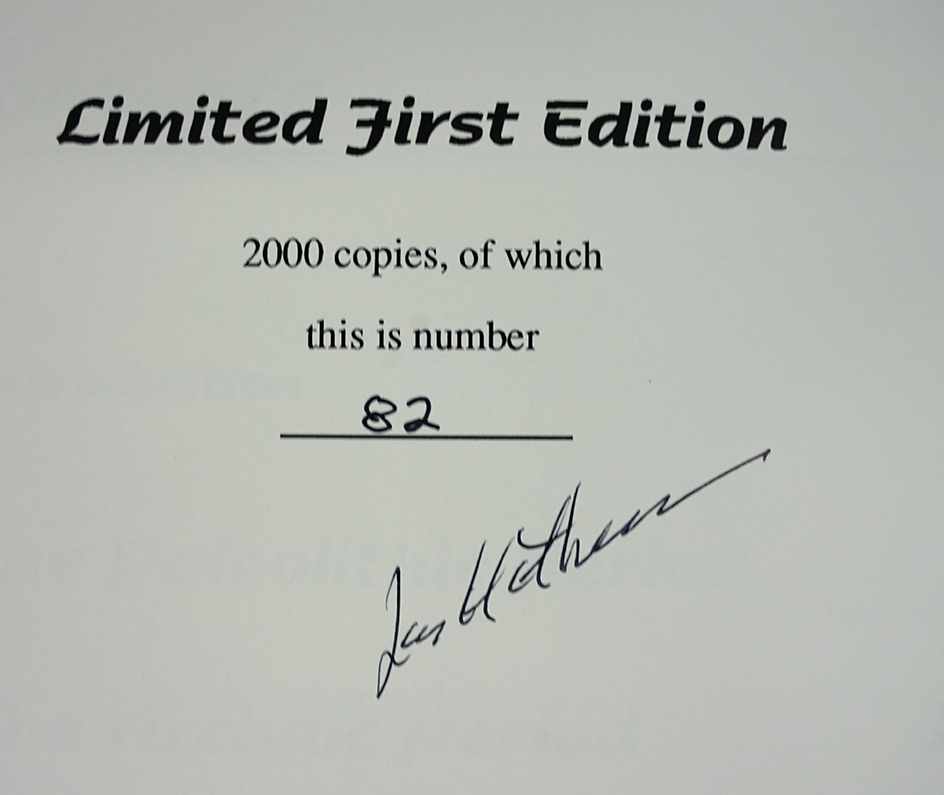 Limited First Edition
2000 copies, of which
this is number
82